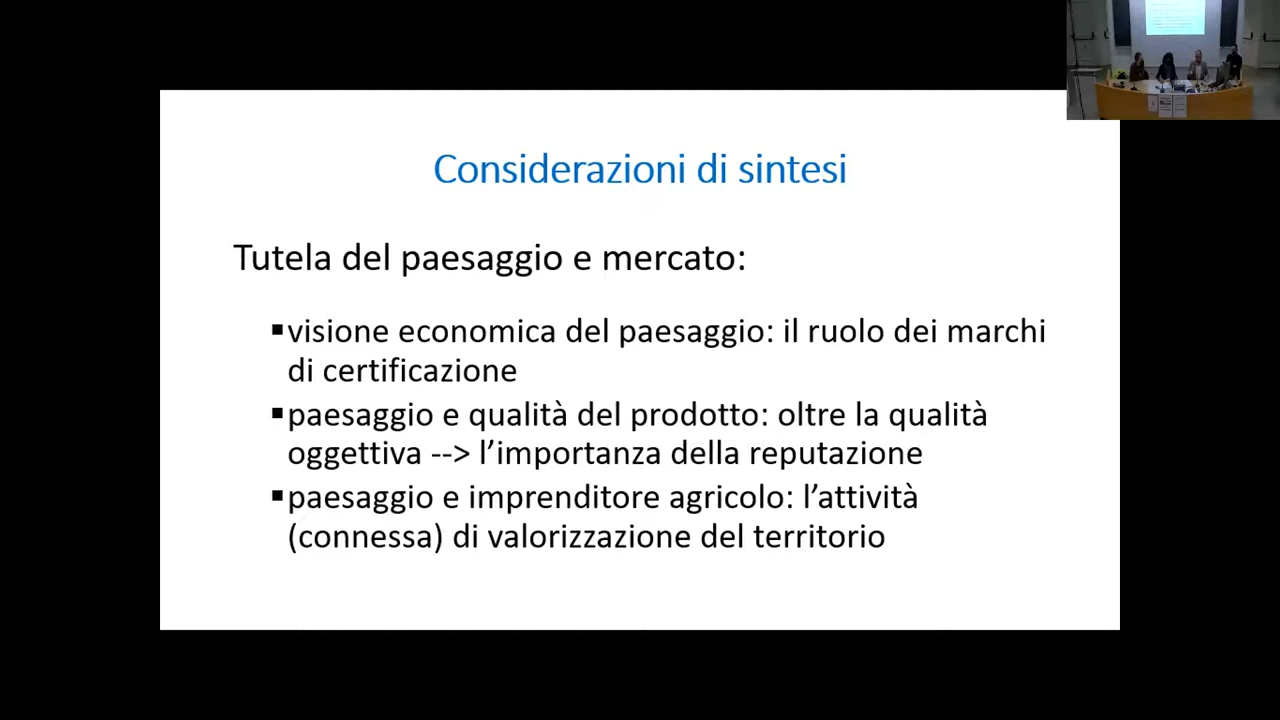 Considerazioni di sintesi
Tutela del paesaggio e mercato:
▪visione economica del paesaggio: il ruolo dei marchi
di certificazione
▪paesaggio e qualità del prodotto: oltre la qualità
oggettiva --> l’importanza della reputazione
▪paesaggio e imprenditore agricolo: l’attività
(connessa) di valorizzazione del territorio